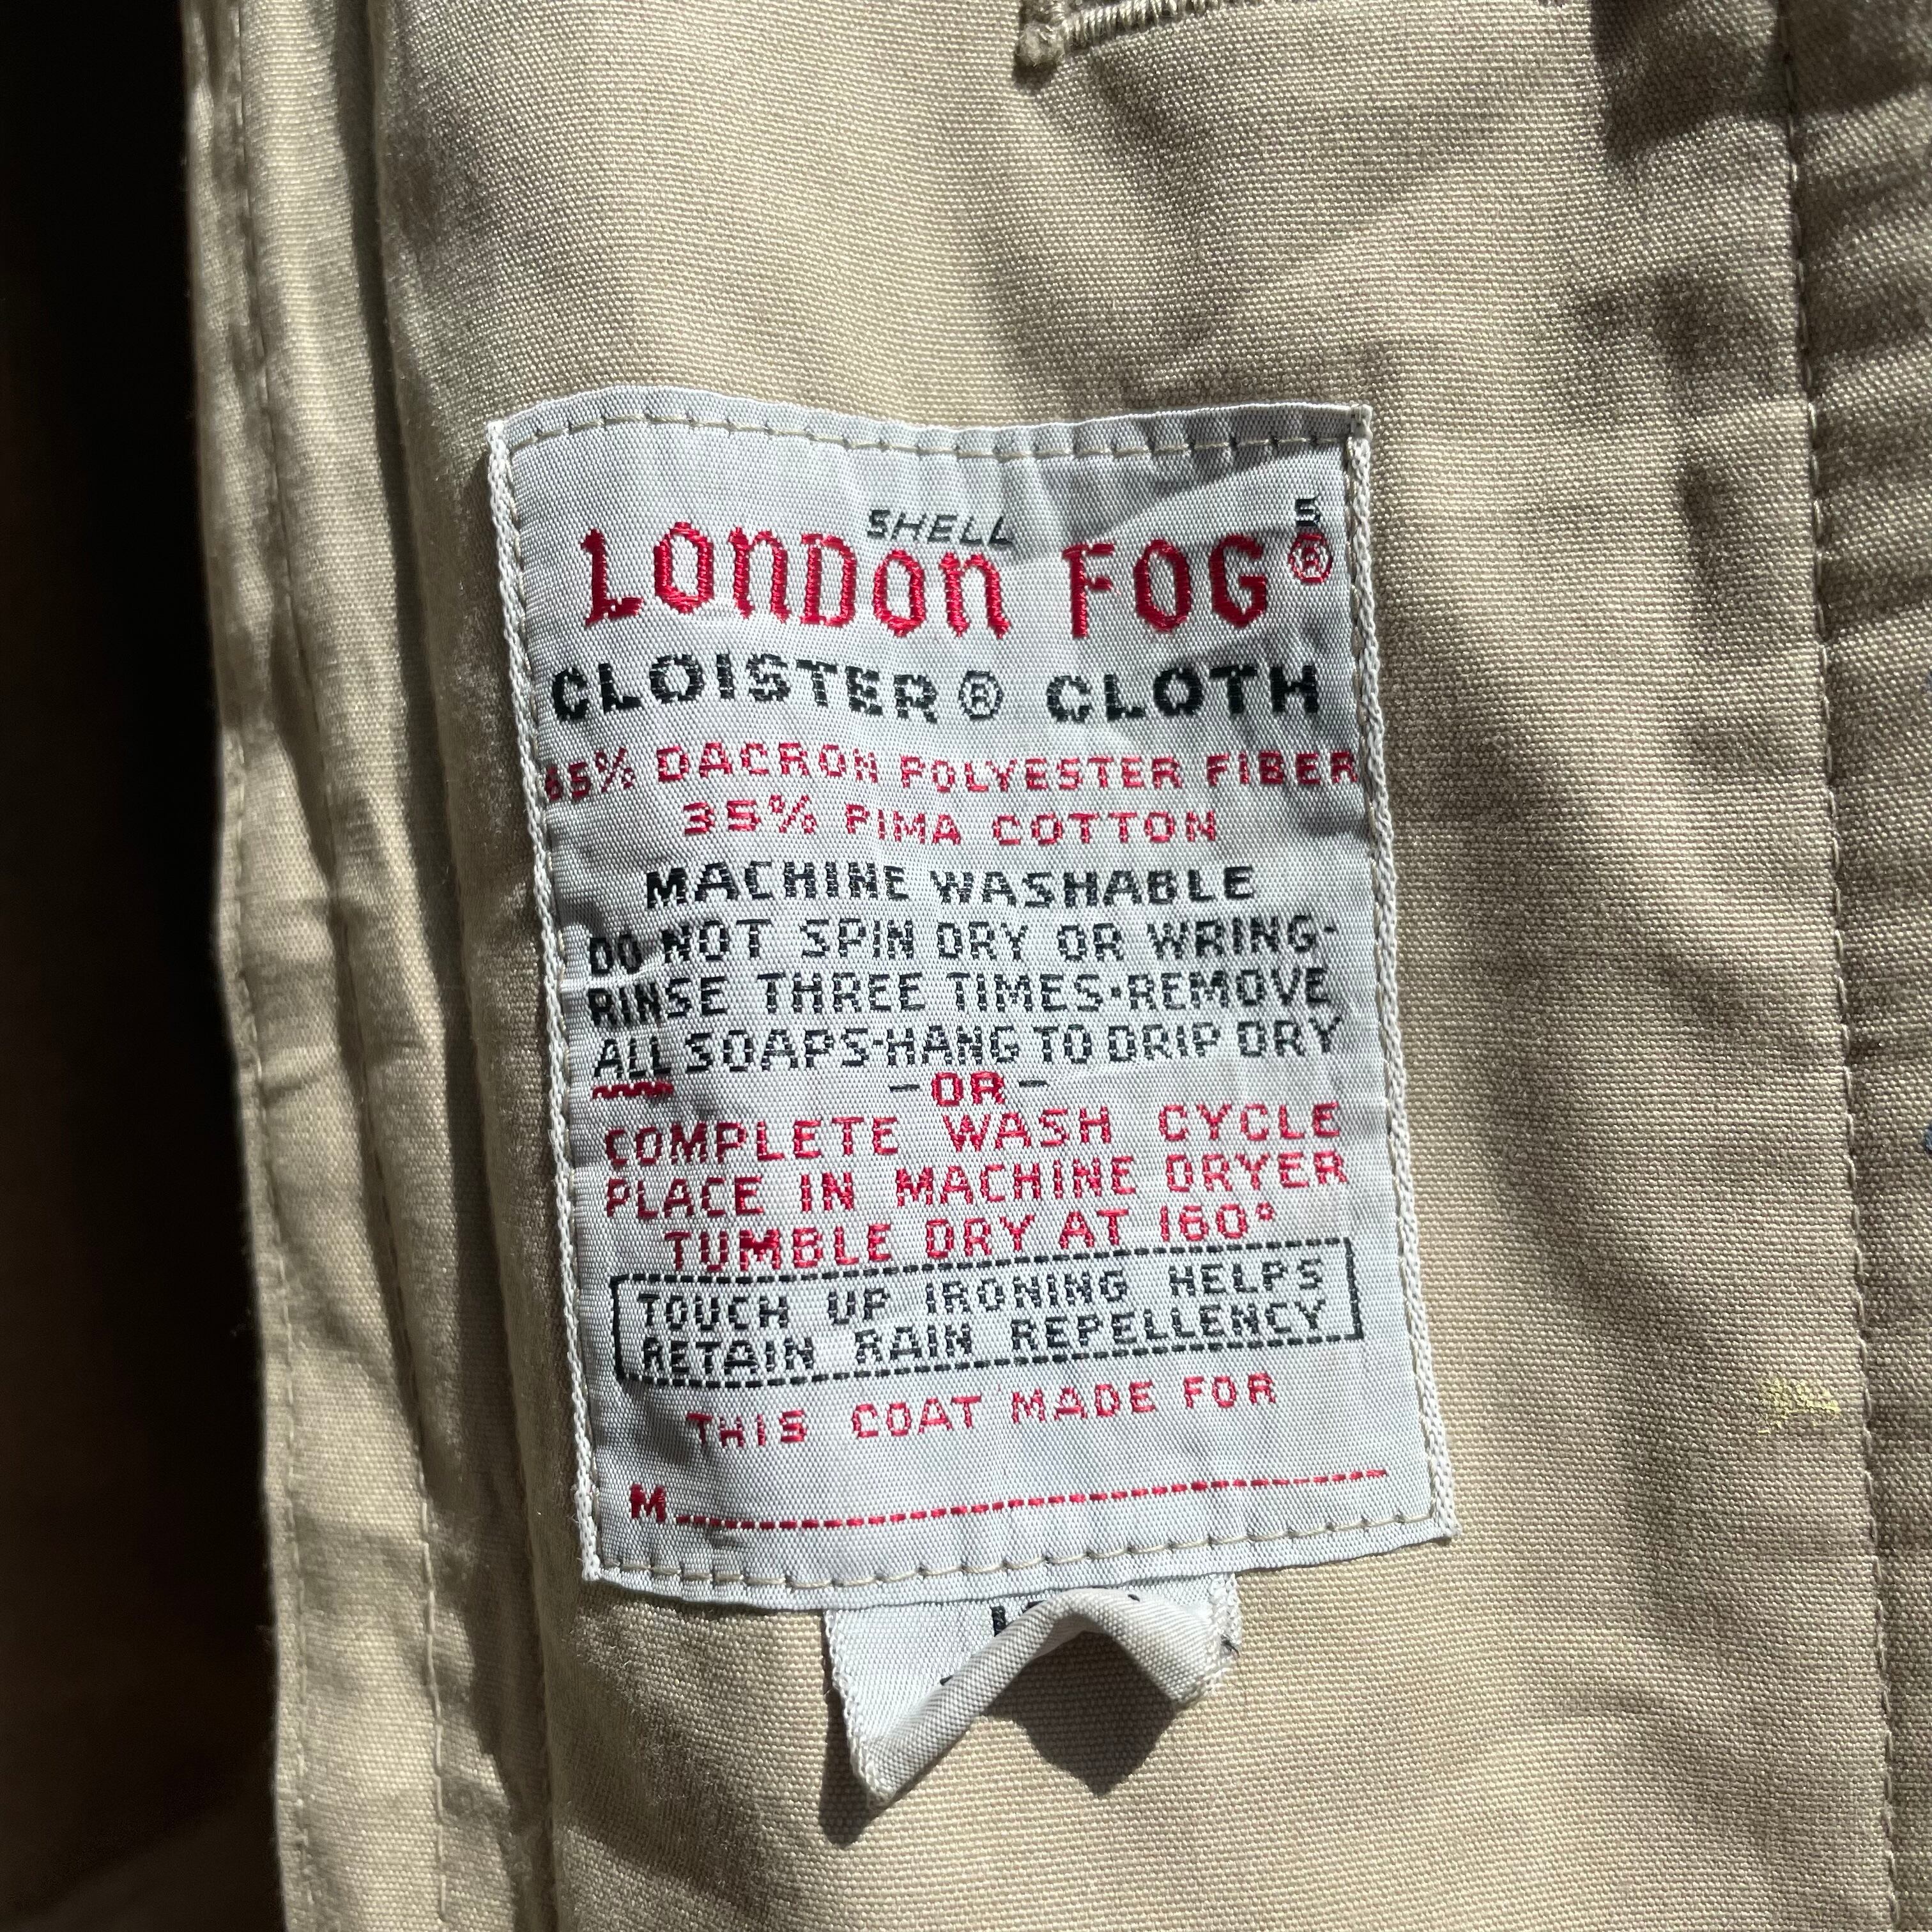 SHELL
LONDON FOG®
CLOISTER® CLOTH
65% DACRON POLYESTER FIBER
35% PIMA COTTON
MACHINE WASHABLE
DO NOT SPIN DRY OR WRING-
RINSE THREE TIMES·REMOVE
ALL SOAPS·HANG TO DRIP DRY
-OR-
COMPLETE WASH CYCLE
PLACE IN MACHINE DRYER
TUMBLE DRY AT 160°
TOUCH UP IRONING HELPS
RETAIN RAIN REPELLENCY
THIS COAT MADE FOR
M